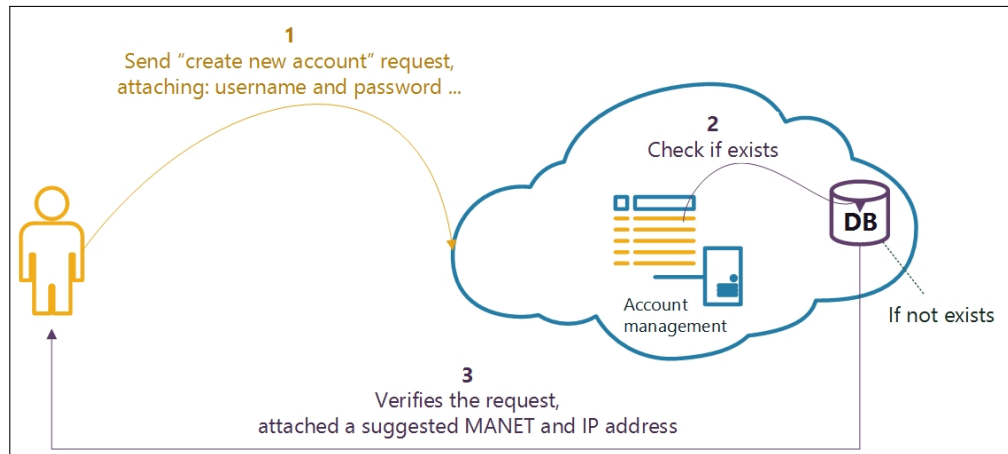 1
Send “create new account” request,
attaching: username and password ...
2
Check if exists
DB
Account
management
If not exists
3
Verifies the request,
attached a suggested MANET and IP address